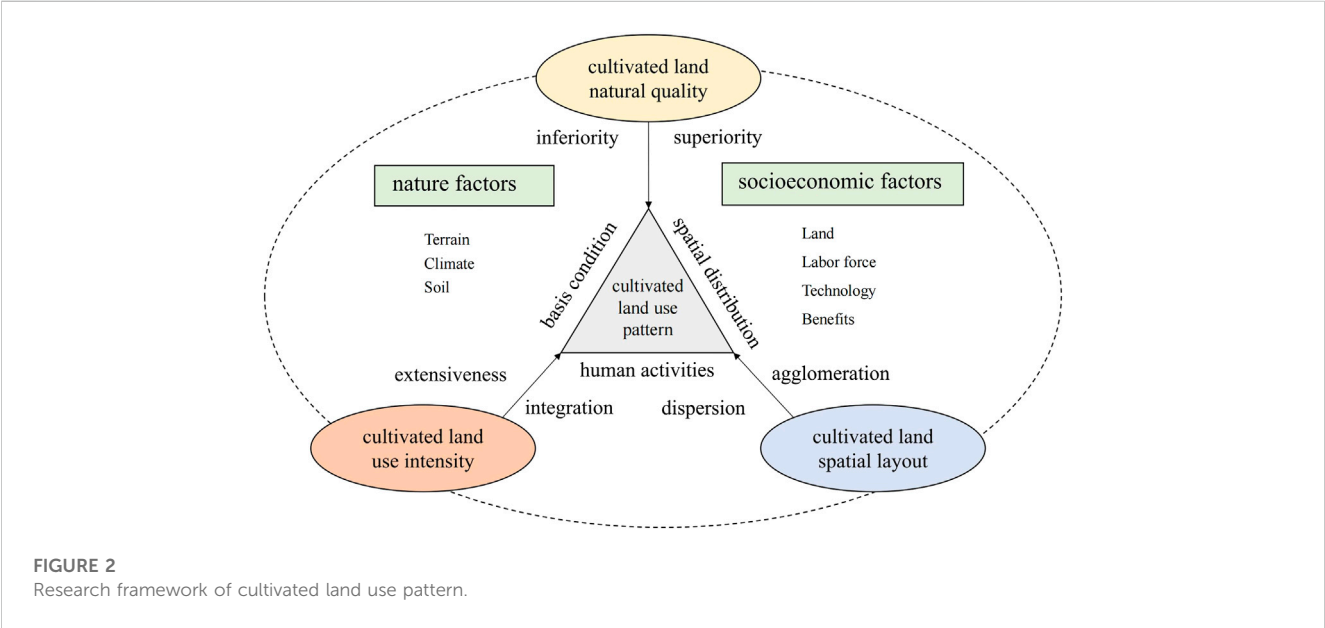 cultivated land
natural quality
inferiority
superiority
nature factors
socioeconomic factors
Terrain
Climate
Soil
Land
Labor force
Technology
Benefits
basis condition
spatial distribution
cultivated
land use
pattern
human activities
extensiveness
integration
dispersion
agglomeration
cultivated land
use intensity
cultivated land
spatial layout
FIGURE 2
Research framework of cultivated land use pattern.